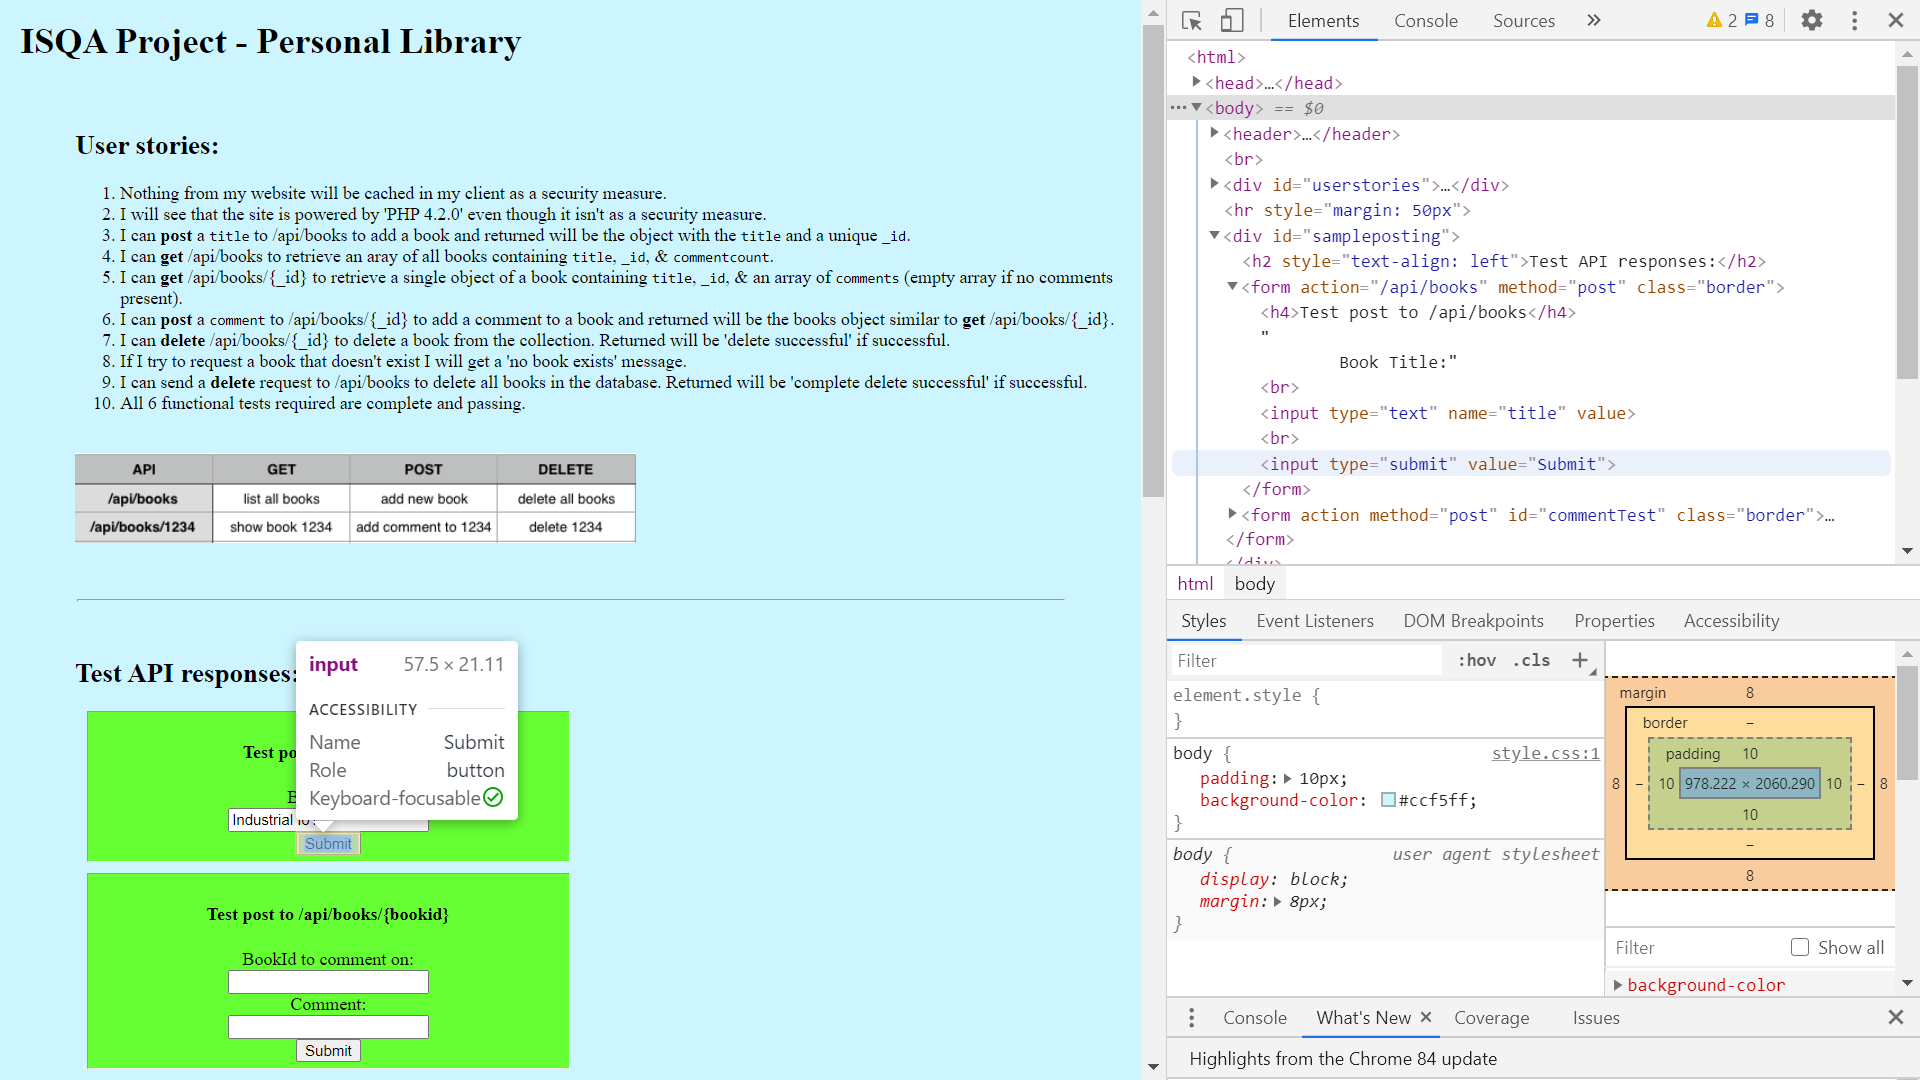 ISQA Project - Personal Library
User stories:
1. Nothing from my website will be cached in my client as a security measure.
2. I will see that the site is powered by 'PHP 4.2.0' even though it isn't as a security measure.
3. I can post a title to /api/books to add a book and returned will be the object with the title and a unique _id.
4. I can get /api/books to retrieve an aray of all books containing title, _id, & commentcount.
5. I can get /api/books/{_id} to retrieve a single object of a book containing title, _id, & an array of comments (empty array if no comments
present).
6. I can post a comment to /api/books/{_id} to add a comment to a book and returned will be the books object similar to get /api/books/{_id}.
7. I can delete /api/books/{_id} to delete a book from the collection. Returned will be 'delete successful' if successful.
8. If I try to request a book that doesn't exist I will get a 'no book exists' message.
9. I can send a delete request to /api/books to delete all books in the database. Returned will be 'complete delete successful' if successful.
10. All 6 functional tests required are complete and passing.
API GET POST DELETE
/api/books list all books add new book delete all books
/api/books/1234 show book 1234 add comment to 1234 delete 1234
Test API responses:
input 57.5 × 21.11
ACCESSIBILITY
Name Submit
Role button
Keyboard-focusable
Test po
B
Industrial
Submit
Test post to /api/books/{bookid}
BookId to comment on:
Comment:
Submit
Elements Console Sources » 2 8
<html>
<head>…</head>
<body> == $0
<header>…</header>
<br>
<div id="userstories">…</div>
<hr style="margin: 50px">
<div id="sampleposting">
<h2 style="text-align: left">Test API responses:</h2>
<form action="/api/books" method="post" class="border">
<h4>Test post to /api/books</h4>
"
Book Title:"
<br>
<input type="text" name="title" value>
<br>
<input type="submit" value="Submit">
</form>
<form action method="post" id="commentTest" class="border">…
</form>
</div>
html body
Styles Event Listeners DOM Breakpoints Properties Accessibility
Filter :hov .cls +
element.style {
}
body { style.css:1
padding: 10px;
background-color: #ccf5ff;
}
body { user agent stylesheet
display: block;
margin: 8px;
}
margin 8
border –
padding 10
8 – 10 978.222 × 2060.290 10 – 8
10
–
8
Filter Show all
background-color
Console What's New × Coverage Issues
Highlights from the Chrome 84 update